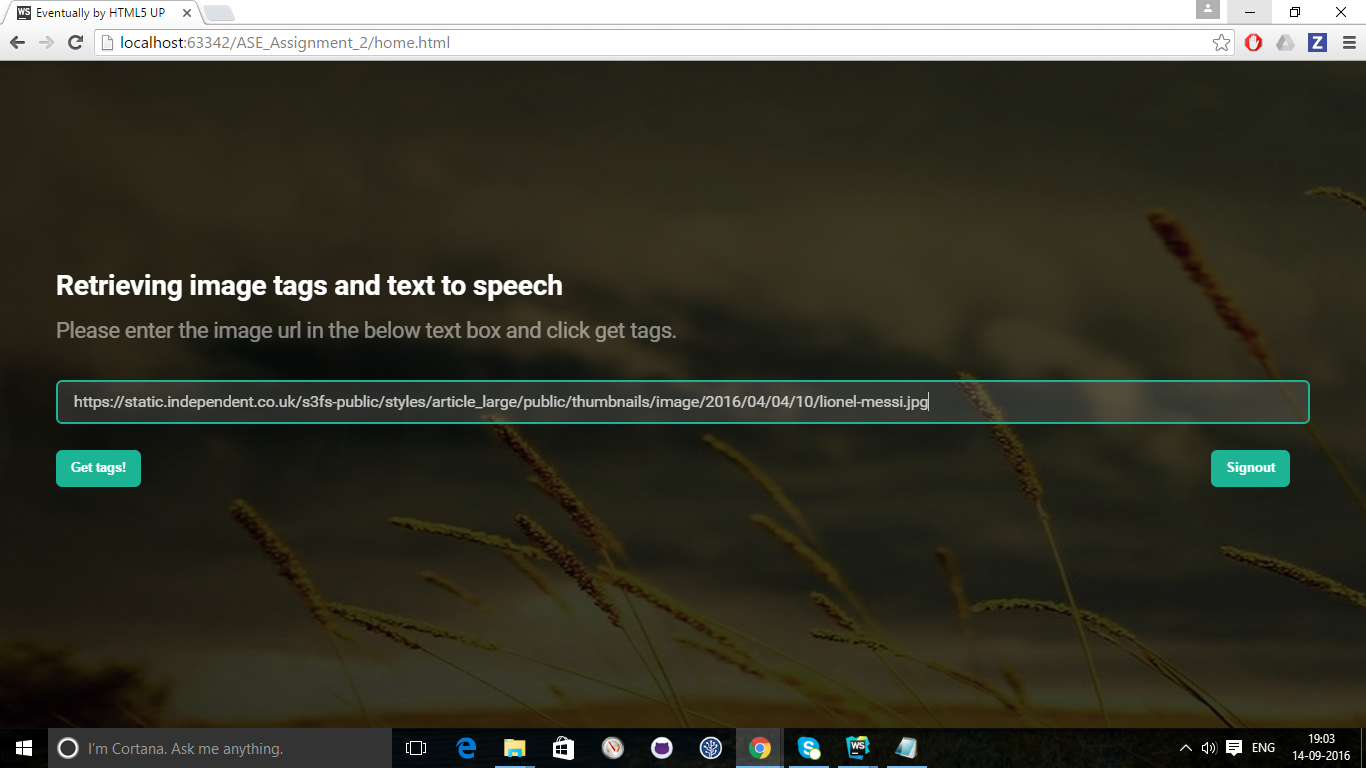 WS Eventually by HTML5 UP
localhost:63342/ASE_Assignment_2/home.html
Z
Retrieving image tags and text to speech
Please enter the image url in the below text box and click get tags.
https://static.independent.co.uk/s3fs-public/styles/article_large/public/thumbnails/image/2016/04/04/10/lionel-messi.jpg
Get tags!
Signout
I'm Cortana. Ask me anything.
WS
ENG
19:03
14-09-2016